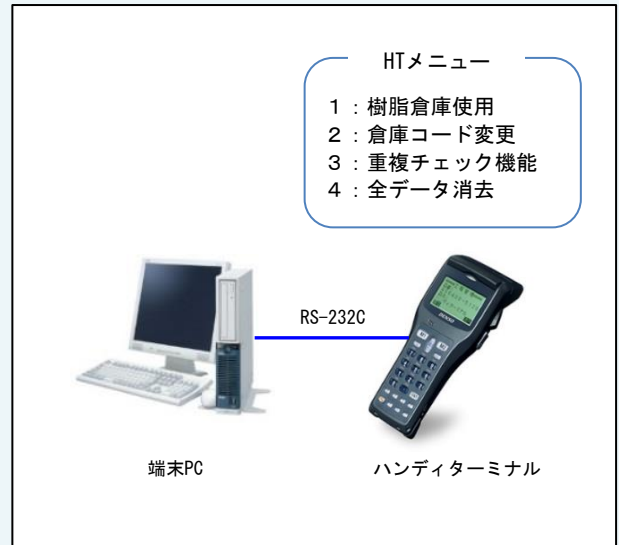 HTメニュー
１：樹脂倉庫使用
２：倉庫コード変更
３：重複チェック機能
４：全データ消去
RS-232C
DENSO
端末PC
ハンディターミナル